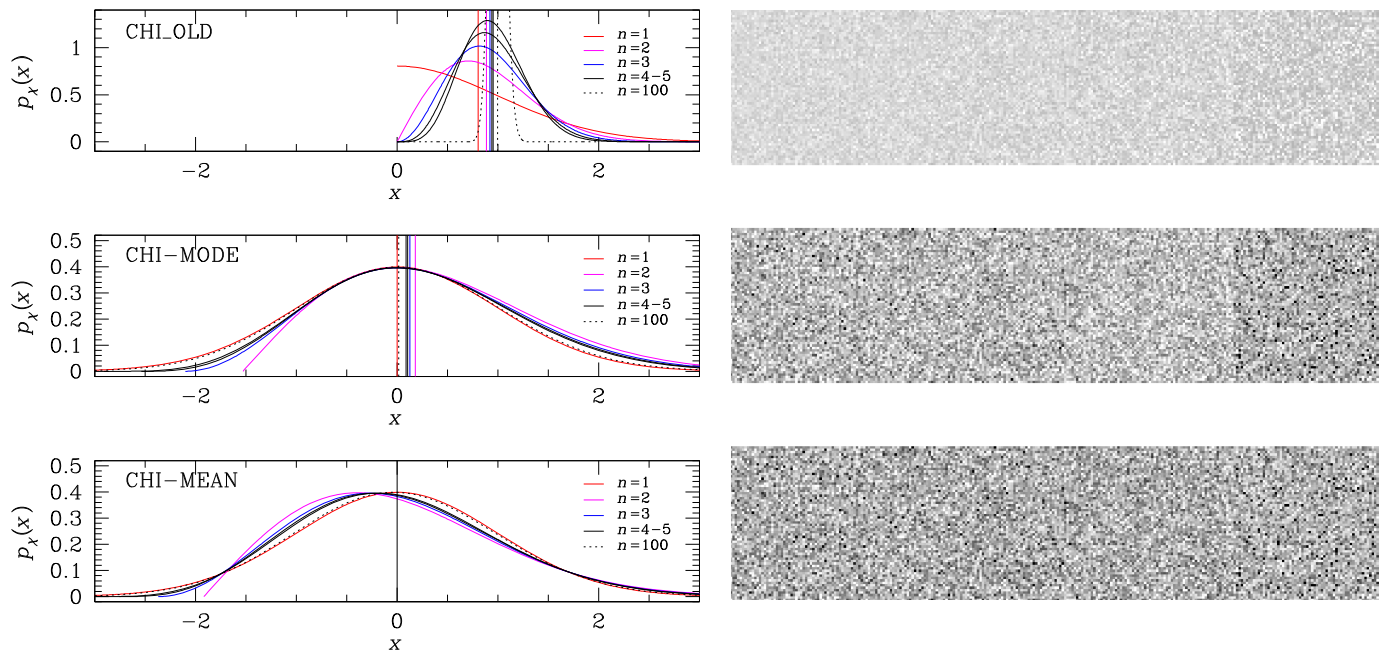 CHI_OLD
n=1
n=2
n=3
n=4-5
n=100
pχ(x)
1
0.5
0
−2 0 2
x
CHI−MODE
n=1
n=2
n=3
n=4−5
n=100
pχ(x)
0.5
0.4
0.3
0.2
0.1
0
−2 0 2
x
CHI−MEAN
n=1
n=2
n=3
n=4−5
n=100
pχ(x)
0.5
0.4
0.3
0.2
0.1
0
−2 0 2
x